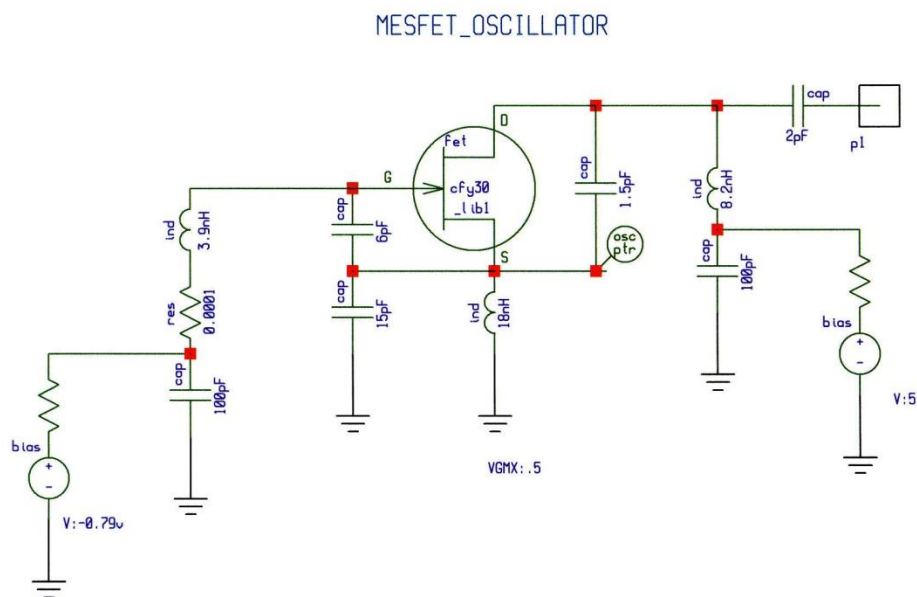 MESFET_OSCILLATOR
cap
2pF
p1
D
Fet
G
cfy30
_lib1
S
cap
1.5pF
osc
ptr
ind
8.2nH
cap
100pF
bias
+
-
V:5
ind
3.9nH
res
0.0001
cap
6pF
cap
15pF
ind
18nH
cap
100pF
bias
+
-
V:-0.79v
VGMX:.5